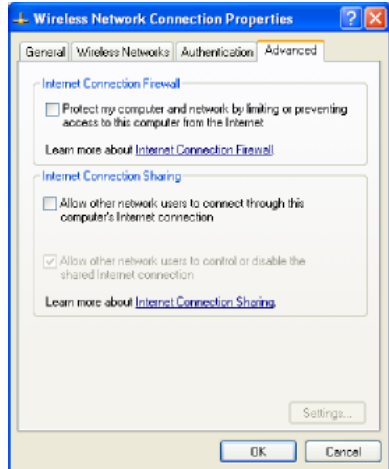 Wireless Network Connection Properties
General Wireless Networks Authentication Advanced
Internet Connection Firewall
Protect my computer and network by limiting or preventing
access to this computer from the Internet
Learn more about Internet Connection Firewall.
Internet Connection Sharing
Allow other network users to connect through this
computer's Internet connection
Allow other network users to control or disable the
shared Internet connection
Learn more about Internet Connection Sharing.
Settings...
OK Cancel